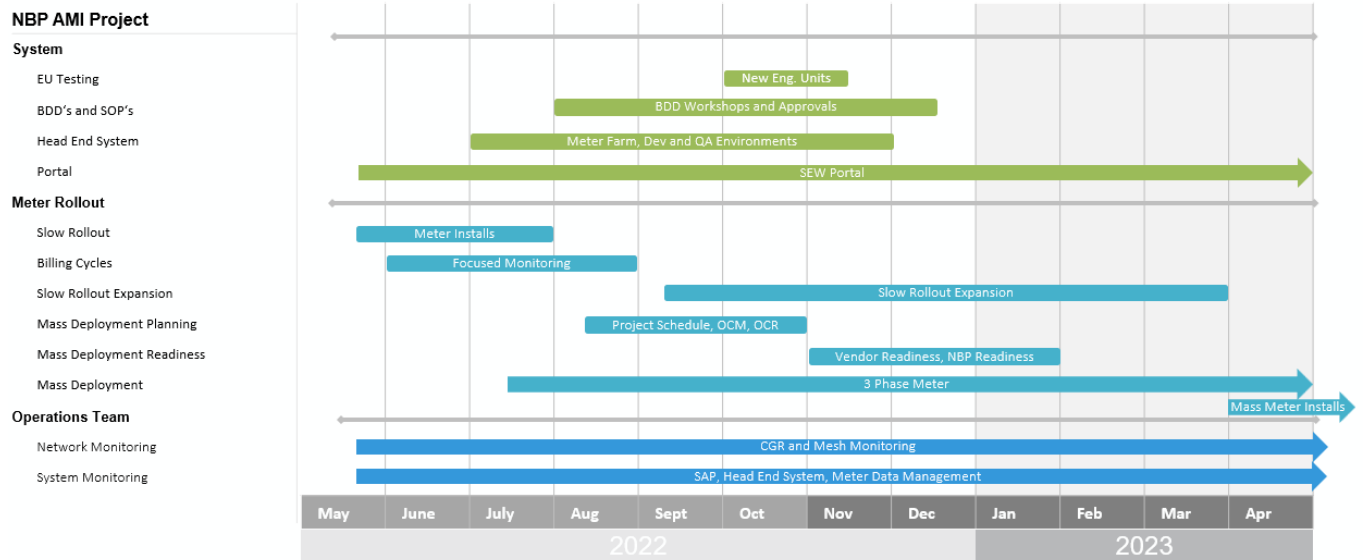 NBP AMI Project
System
EU Testing
New Eng. Units
BDD's and SOP's
BDD Workshops and Approvals
Head End System
Meter Farm, Dev and QA Environments
Portal
SEW Portal
Meter Rollout
Slow Rollout
Meter Installs
Billing Cycles
Focused Monitoring
Slow Rollout Expansion
Slow Rollout Expansion
Mass Deployment Planning
Project Schedule, OCM, OCR
Mass Deployment Readiness
Vendor Readiness, NBP Readiness
Mass Deployment
3 Phase Meter
Mass Meter Installs
Operations Team
Network Monitoring
CGR and Mesh Monitoring
System Monitoring
SAP, Head End System, Meter Data Management
May June July Aug Sept Oct Nov Dec Jan Feb Mar Apr
2022 2023